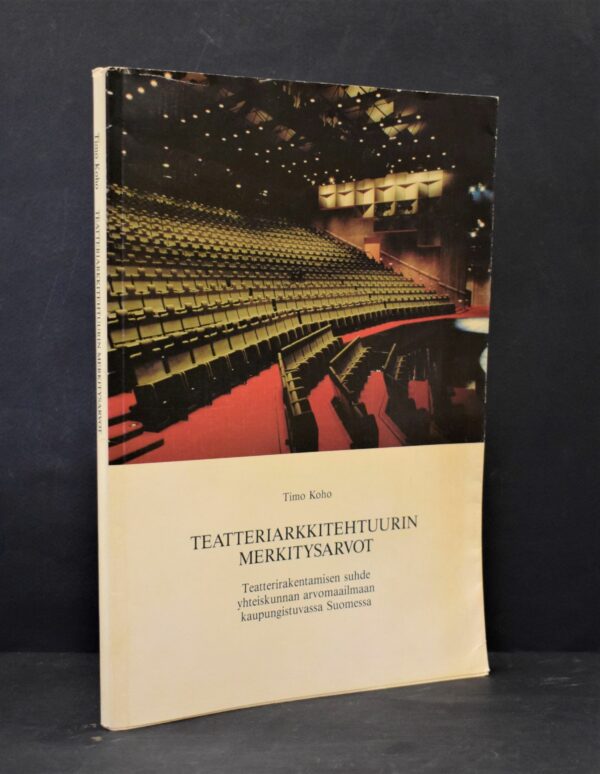 Timo Koho TEATTERIARKKITEHTUURIN MERKITYSARVOT
Timo Koho
TEATTERIARKKITEHTUURIN
MERKITYSARVOT
Teatterirakentamisen suhde
yhteiskunnan arvomaailmaan
kaupungistuvassa Suomessa